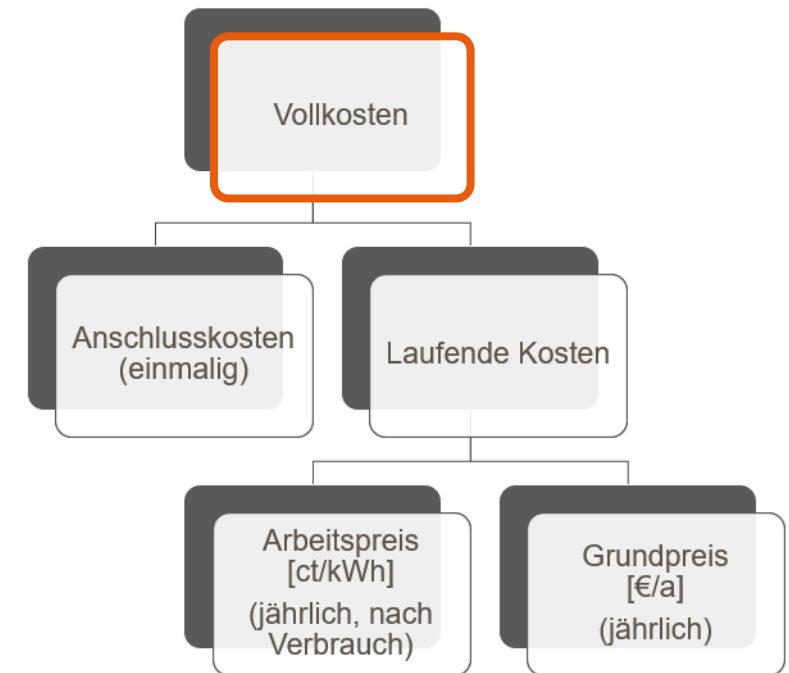 Vollkosten
Anschlusskosten
(einmalig)
Laufende Kosten
Arbeitspreis
[ct/kWh]
(jährlich, nach
Verbrauch)
Grundpreis
[€/a]
(jährlich)